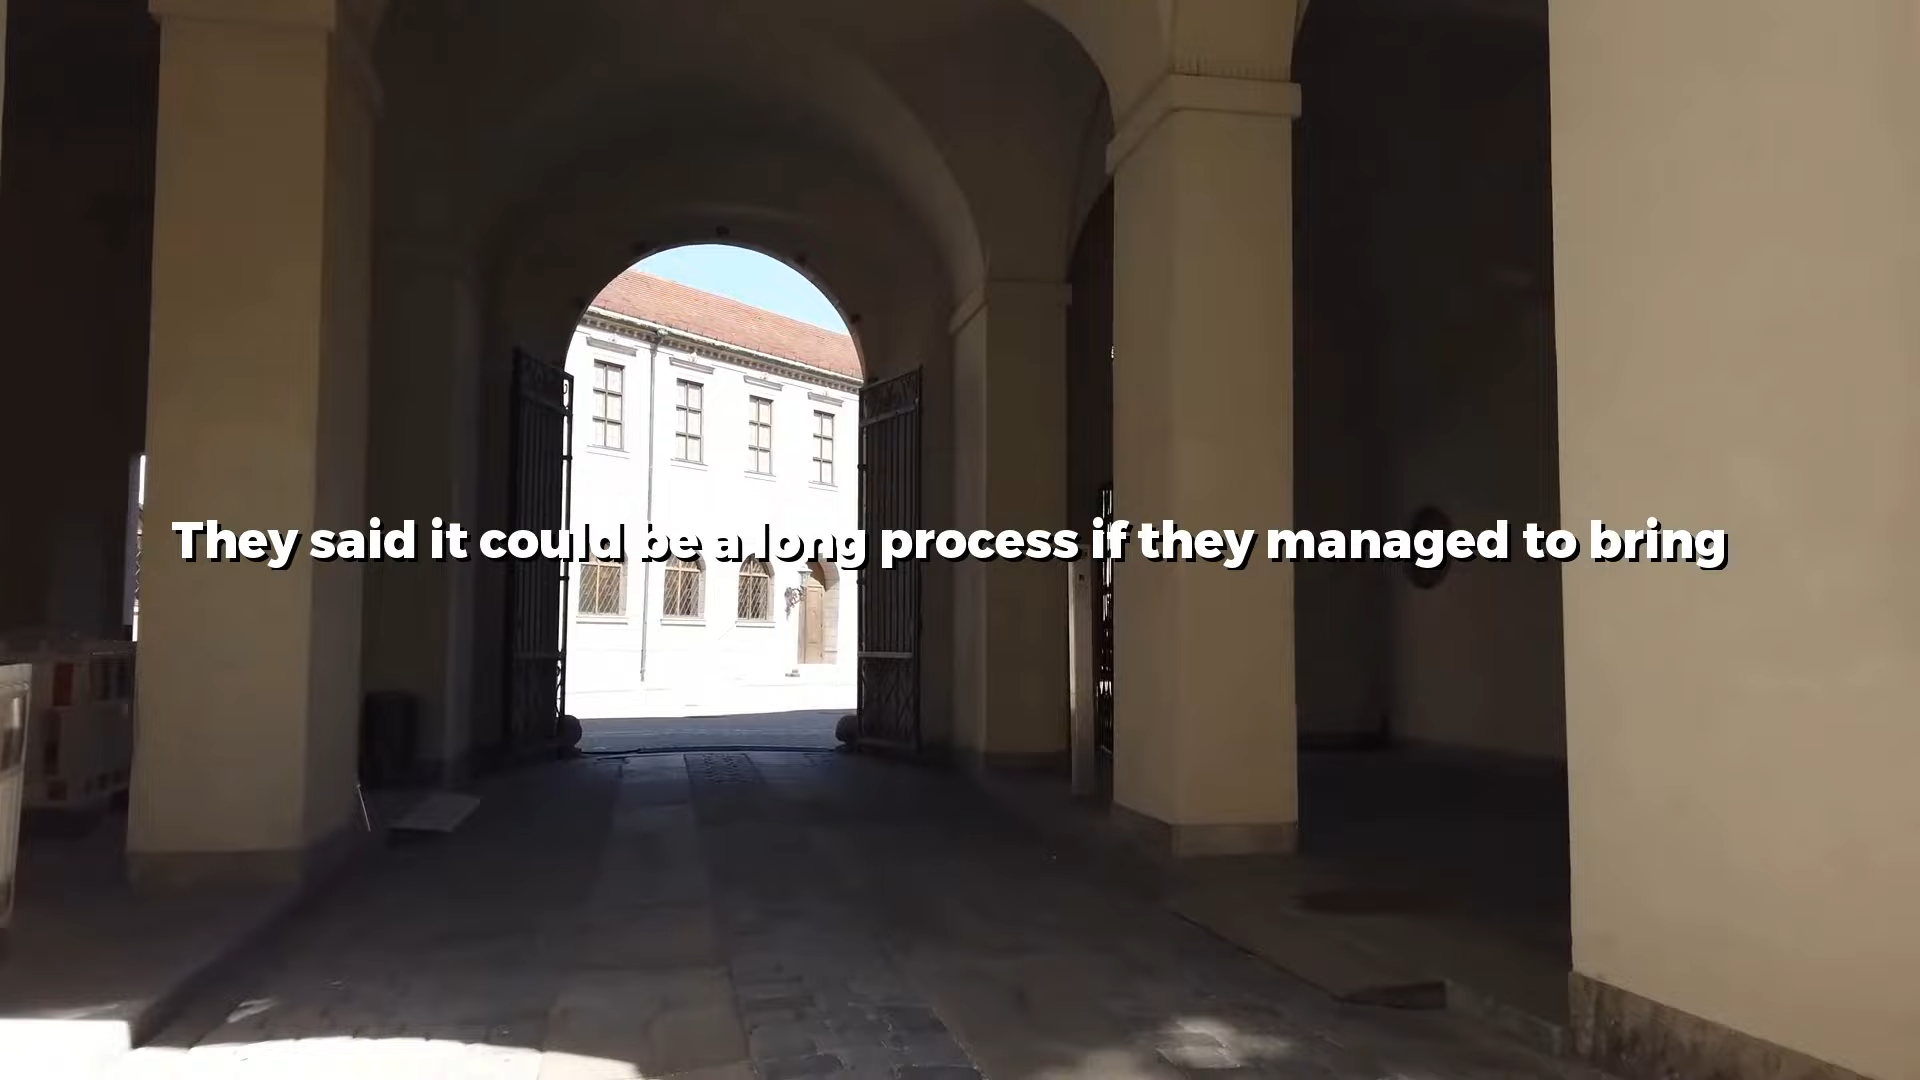 They said it could be a long process if they managed to bring